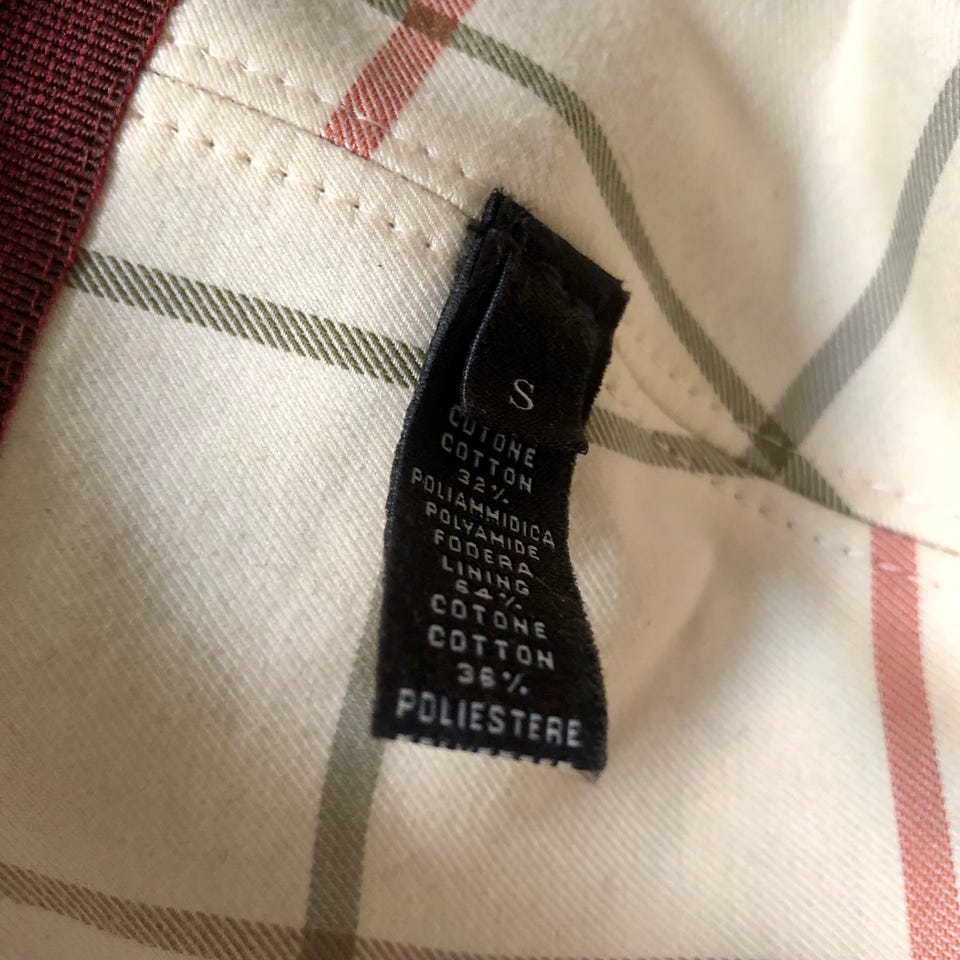 S
COTONE
COTTON
32%
POLIAMMIDICA
POLYAMIDE
FODERA
LINING
64%
COTONE
COTTON
36%
POLIESTERE